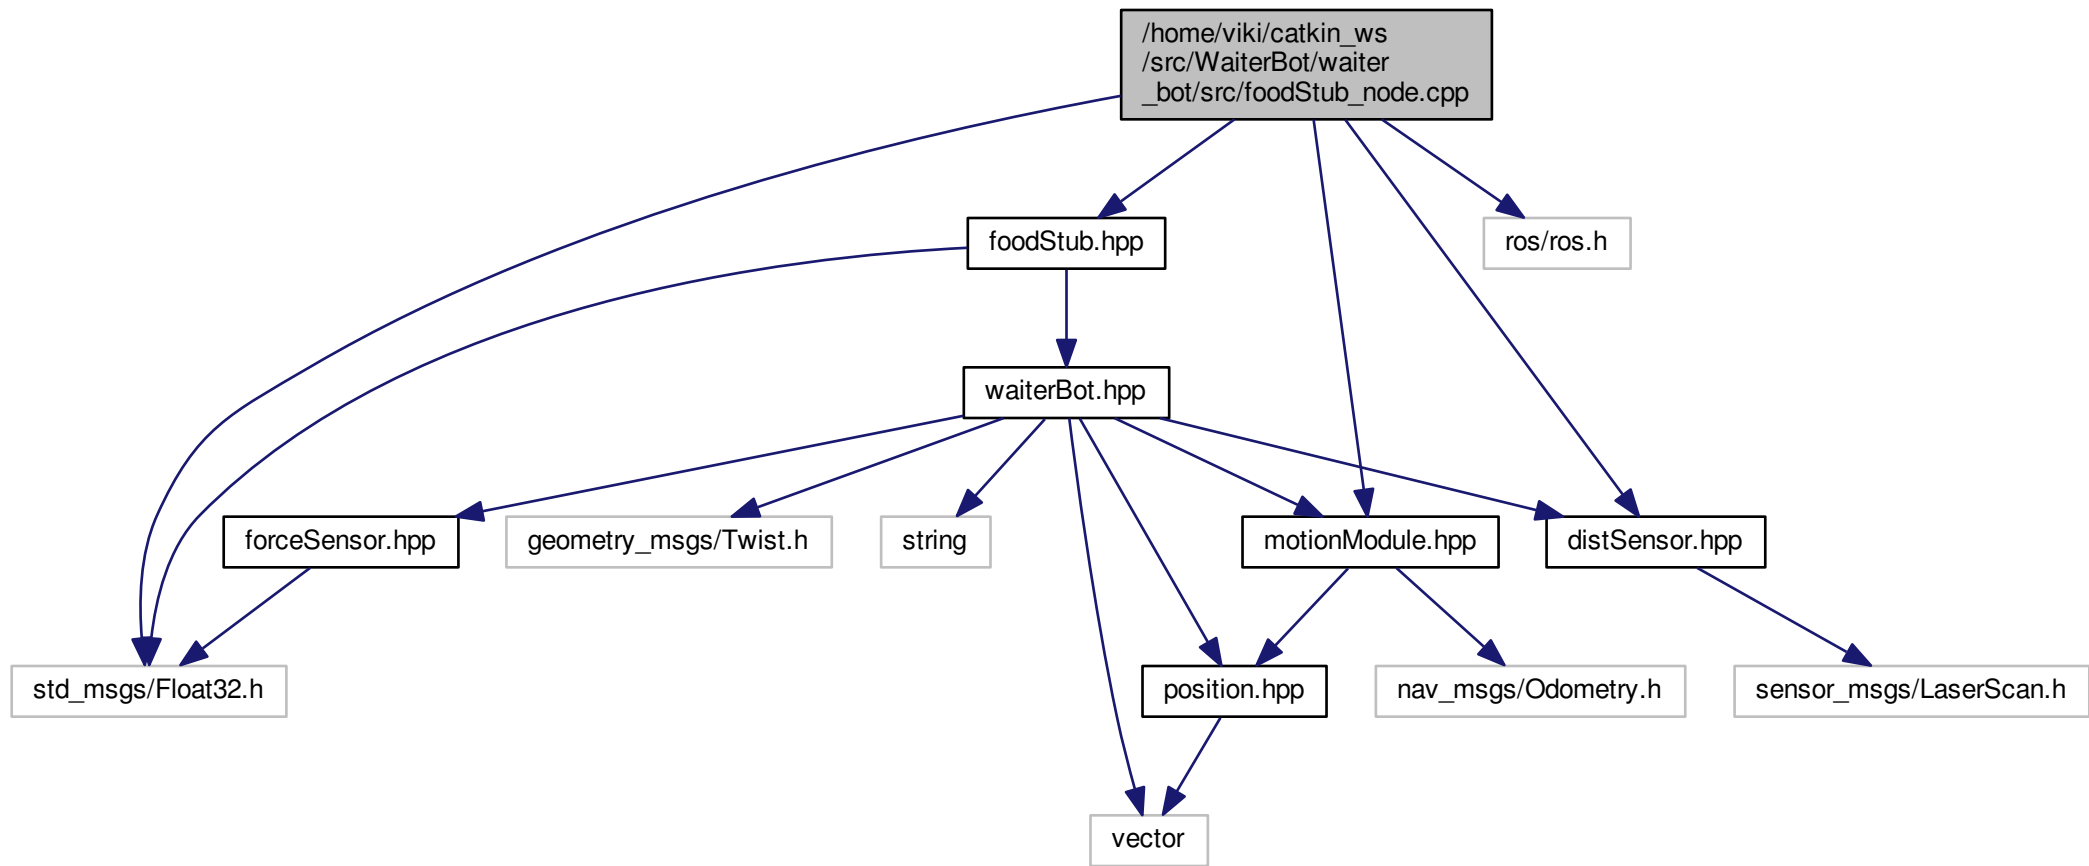 /home/viki/catkin_ws
/src/WaiterBot/waiter
_bot/src/foodStub_node.cpp
foodStub.hpp
ros/ros.h
waiterBot.hpp
forceSensor.hpp
geometry_msgs/Twist.h
string
motionModule.hpp
distSensor.hpp
std_msgs/Float32.h
position.hpp
nav_msgs/Odometry.h
sensor_msgs/LaserScan.h
vector